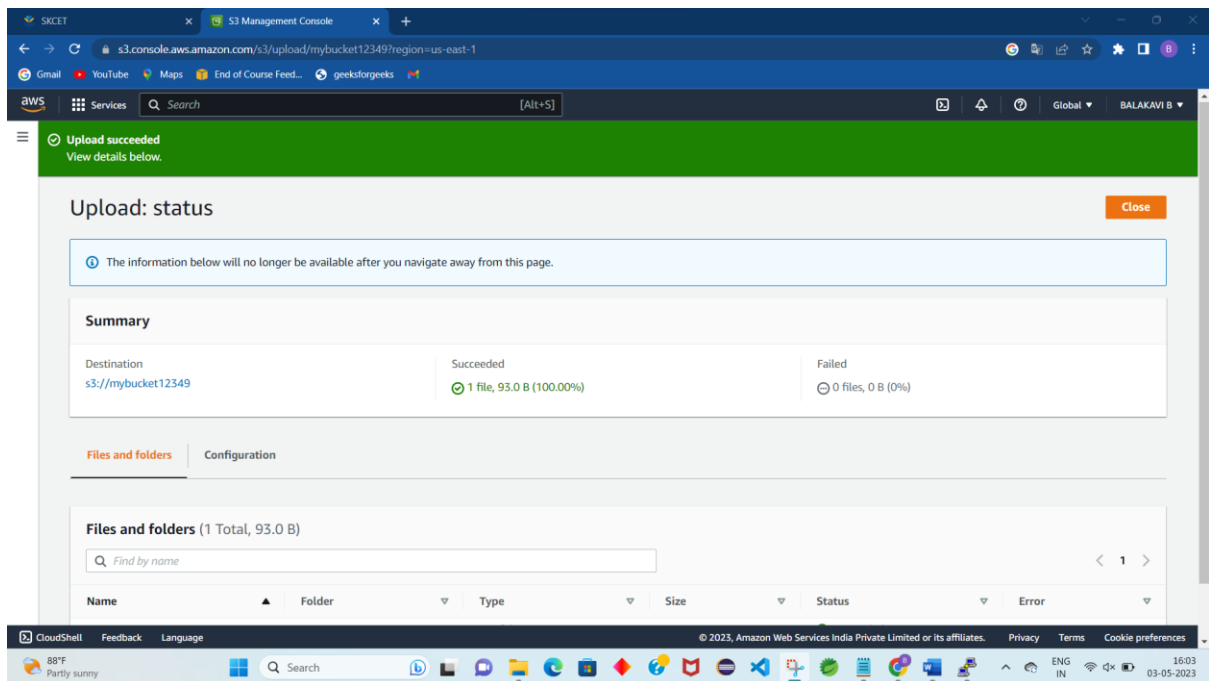 SKCET
S3 Management Console
s3.console.aws.amazon.com/s3/upload/mybucket12349?region=us-east-1
B
Gmail YouTube Maps End of Course Feed... geeksforgeeks
aws Services Search [Alt+S] Global BALAKAVI B
Upload succeeded
View details below.
Upload: status
Close
The information below will no longer be available after you navigate away from this page.
Summary
Destination Succeeded Failed
s3://mybucket12349 1 file, 93.0 B (100.00%) 0 files, 0 B (0%)
Files and folders Configuration
Files and folders (1 Total, 93.0 B)
Find by name 1
Name Folder Type Size Status Error
CloudShell Feedback Language © 2023, Amazon Web Services India Private Limited or its affiliates. Privacy Terms Cookie preferences
88°F Search ENG 16:03
Partly sunny IN 03-05-2023